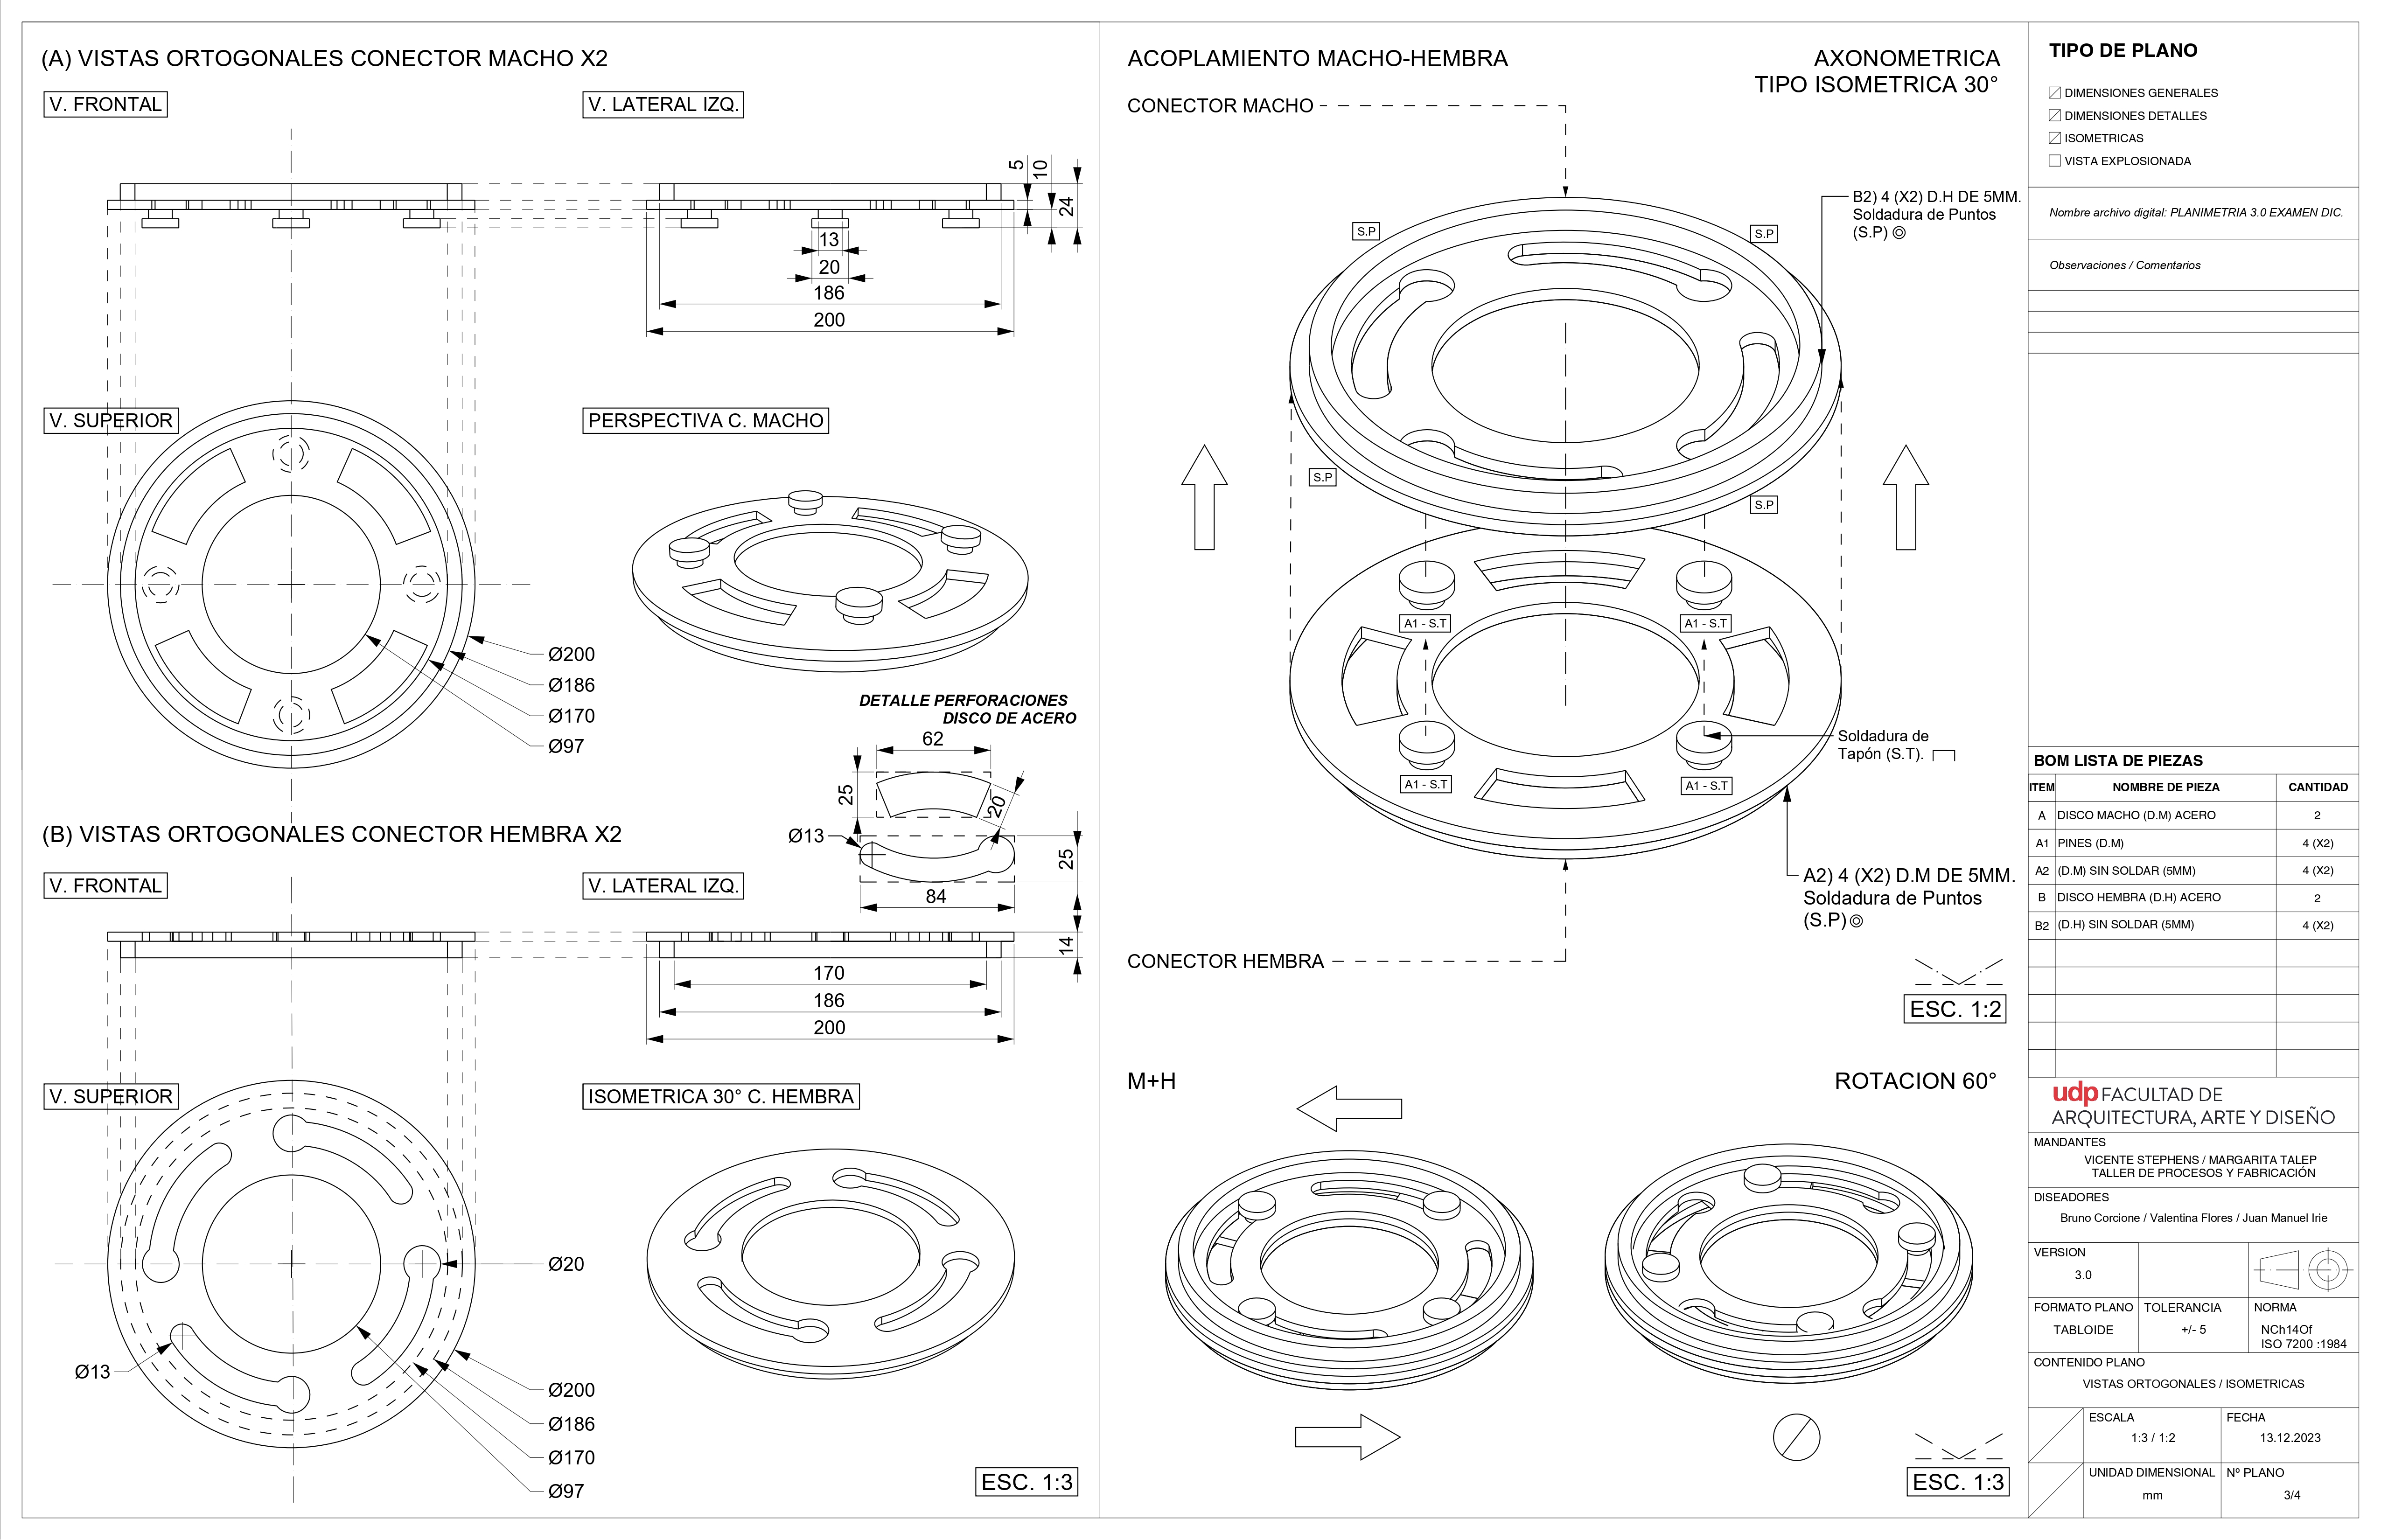 (A) VISTAS ORTOGONALES CONECTOR MACHO X2
V. FRONTAL
V. LATERAL IZQ.
5
10
24
13
20
186
200
V. SUPERIOR
PERSPECTIVA C. MACHO
Ø200
Ø186
Ø170
Ø97
DETALLE PERFORACIONES
DISCO DE ACERO
62
25
20
Ø13
25
84
(B) VISTAS ORTOGONALES CONECTOR HEMBRA X2
V. FRONTAL
V. LATERAL IZQ.
14
170
186
200
V. SUPERIOR
ISOMETRICA 30° C. HEMBRA
Ø20
Ø13
Ø200
Ø186
Ø170
Ø97
ESC. 1:3
ACOPLAMIENTO MACHO-HEMBRA
AXONOMETRICA
TIPO ISOMETRICA 30°
CONECTOR MACHO
B2) 4 (X2) D.H DE 5MM.
Soldadura de Puntos
(S.P)
S.P
S.P
S.P
S.P
A1 - S.T
A1 - S.T
Soldadura de
Tapón (S.T).
A1 - S.T
A1 - S.T
A2) 4 (X2) D.M DE 5MM.
Soldadura de Puntos
(S.P)
CONECTOR HEMBRA
ESC. 1:2
M+H
ROTACION 60°
ESC. 1:3
TIPO DE PLANO
DIMENSIONES GENERALES
DIMENSIONES DETALLES
ISOMETRICAS
VISTA EXPLOSIONADA
Nombre archivo digital: PLANIMETRIA 3.0 EXAMEN DIC.
Observaciones / Comentarios
BOM LISTA DE PIEZAS
ITEM NOMBRE DE PIEZA CANTIDAD
A DISCO MACHO (D.M) ACERO 2
A1 PINES (D.M) 4 (X2)
A2 (D.M) SIN SOLDAR (5MM) 4 (X2)
B DISCO HEMBRA (D.H) ACERO 2
B2 (D.H) SIN SOLDAR (5MM) 4 (X2)
udp FACULTAD DE
ARQUITECTURA, ARTE Y DISEÑO
MANDANTES
VICENTE STEPHENS / MARGARITA TALEP
TALLER DE PROCESOS Y FABRICACIÓN
DISEADORES
Bruno Corcione / Valentina Flores / Juan Manuel Irie
VERSION
3.0
FORMATO PLANO TOLERANCIA NORMA
TABLOIDE +/- 5 NCh14Of
ISO 7200 :1984
CONTENIDO PLANO
VISTAS ORTOGONALES / ISOMETRICAS
ESCALA FECHA
1:3 / 1:2 13.12.2023
UNIDAD DIMENSIONAL Nº PLANO
mm 3/4